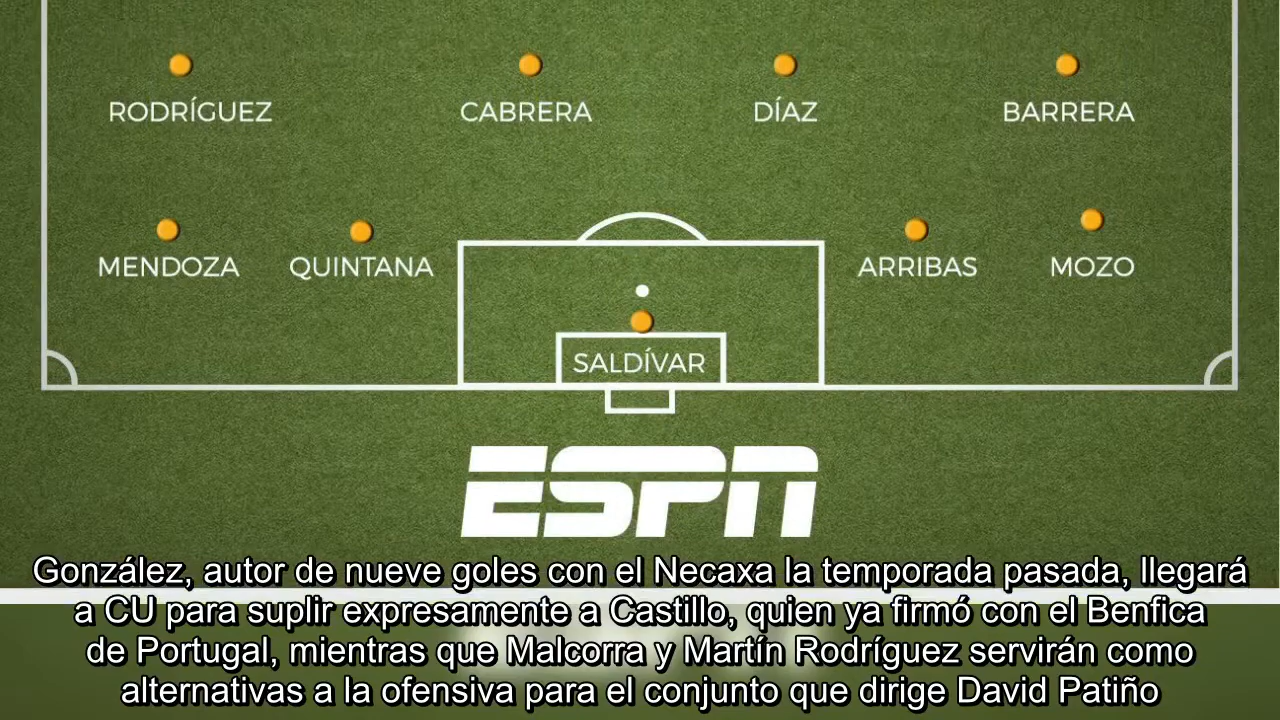 RODRÍGUEZ CABRERA DÍAZ BARRERA
MENDOZA QUINTANA ARRIBAS MOZO
SALDÍVAR
ESPN
González, autor de nueve goles con el Necaxa la temporada pasada, llegará
a CU para suplir expresamente a Castillo, quien ya firmó con el Benfica
de Portugal, mientras que Malcorra y Martín Rodríguez servirán como
alternativas a la ofensiva para el conjunto que dirige David Patiño